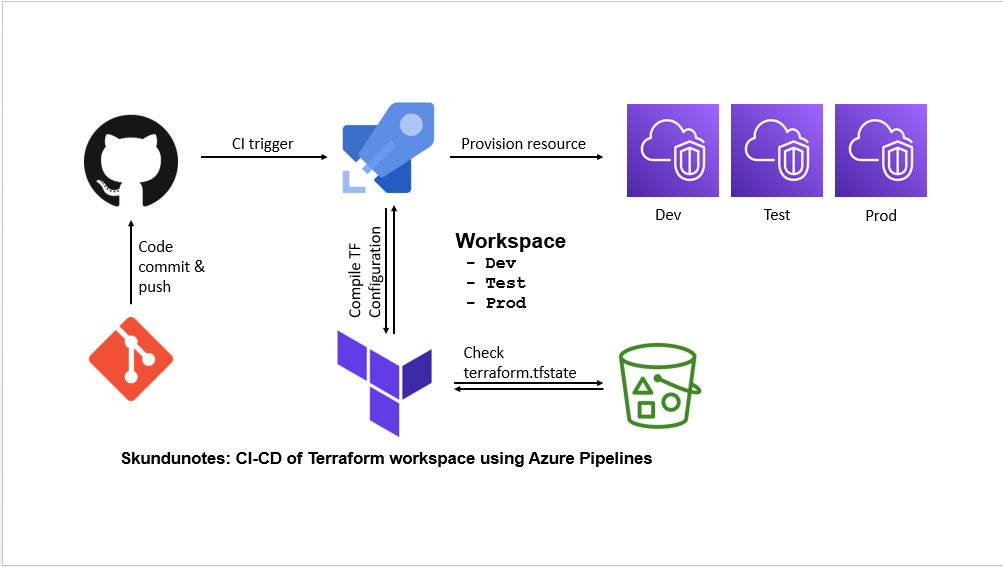 CI trigger
Provision resource
Dev
Test
Prod
Code
commit &
push
Compile TF
Configuration
Workspace
- Dev
- Test
- Prod
Check
terraform.tfstate
Skundunotes: CI-CD of Terraform workspace using Azure Pipelines